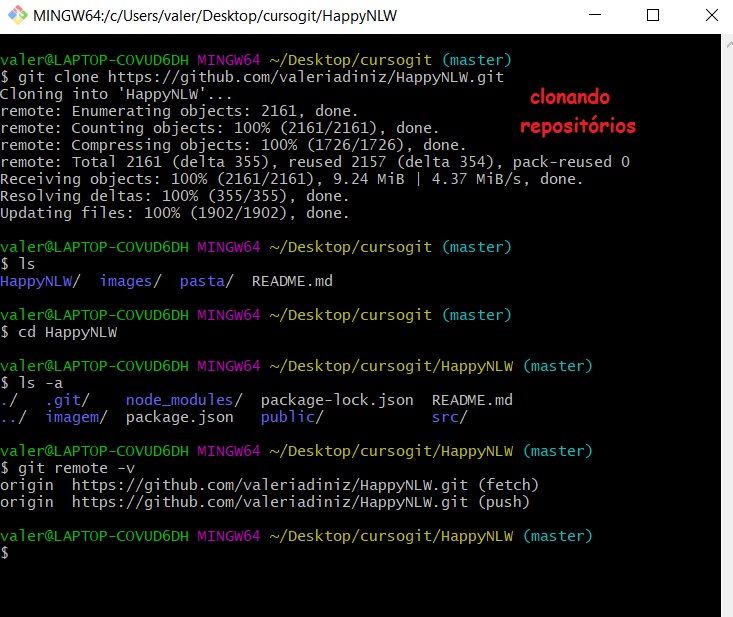 MINGW64:/c/Users/valer/Desktop/cursogit/HappyNLW
valer@LAPTOP-COVUD6DH MINGW64 ~/Desktop/cursogit (master)
$ git clone https://github.com/valeriadiniz/HappyNLW.git
Cloning into 'HappyNLW'...
clonando
remote: Enumerating objects: 2161, done.
remote: Counting objects: 100% (2161/2161), done.
repositórios
remote: Compressing objects: 100% (1726/1726), done.
remote: Total 2161 (delta 355), reused 2157 (delta 354), pack-reused 0
Receiving objects: 100% (2161/2161), 9.24 MiB | 4.37 MiB/s, done.
Resolving deltas: 100% (355/355), done.
Updating files: 100% (1902/1902), done.
valer@LAPTOP-COVUD6DH MINGW64 ~/Desktop/cursogit (master)
$ ls
HappyNLW/  images/  pasta/  README.md
valer@LAPTOP-COVUD6DH MINGW64 ~/Desktop/cursogit (master)
$ cd HappyNLW
valer@LAPTOP-COVUD6DH MINGW64 ~/Desktop/cursogit/HappyNLW (master)
$ ls -a
./   .git/    node_modules/  package-lock.json  README.md
../  imagem/  package.json   public/            src/
valer@LAPTOP-COVUD6DH MINGW64 ~/Desktop/cursogit/HappyNLW (master)
$ git remote -v
origin  https://github.com/valeriadiniz/HappyNLW.git (fetch)
origin  https://github.com/valeriadiniz/HappyNLW.git (push)
valer@LAPTOP-COVUD6DH MINGW64 ~/Desktop/cursogit/HappyNLW (master)
$